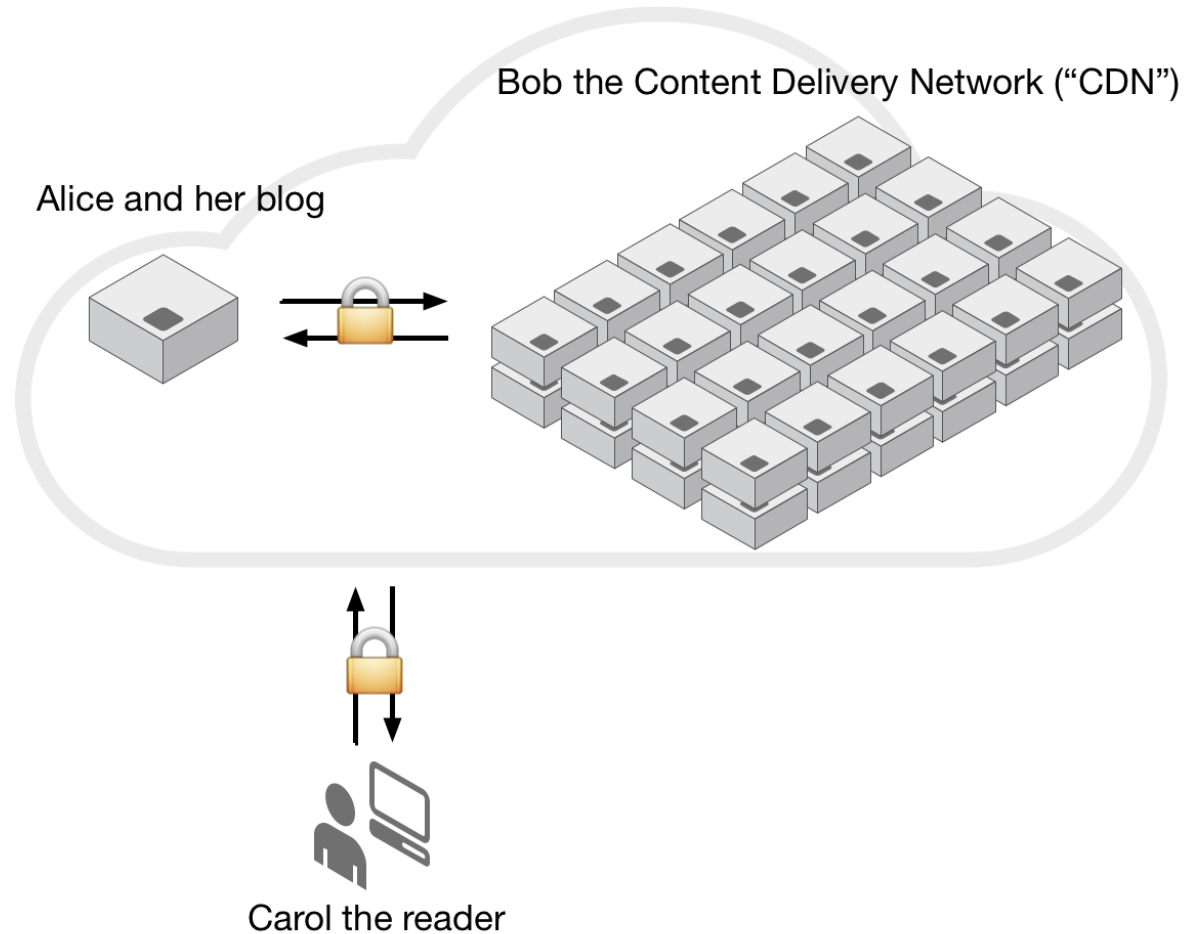 Bob the Content Delivery Network (“CDN”)
Alice and her blog
Carol the reader